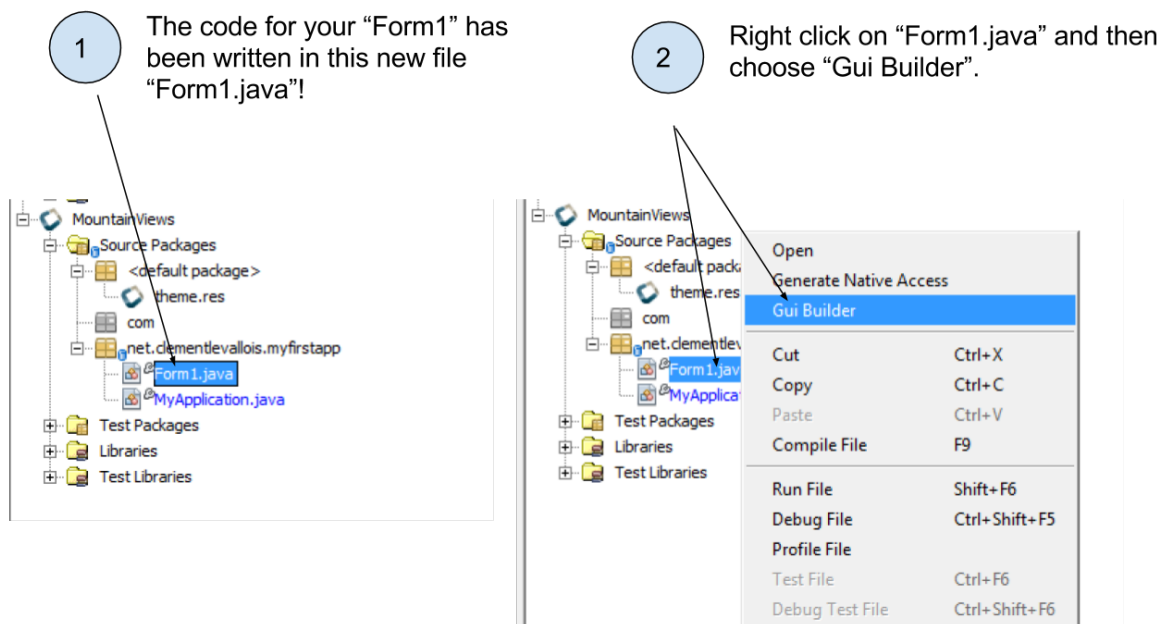 1
The code for your “Form1” has
been written in this new file
“Form1.java”!
2
Right click on “Form1.java” and then
choose “Gui Builder”.
MountainViews
Source Packages
<default package>
theme.res
com
net.clementlevallois.myfirstapp
Form1.java
MyApplication.java
Test Packages
Libraries
Test Libraries
MountainViews
Source Packages
<default packa
theme.res
com
net.clementlev
Form1.jav
MyApplica
Test Packages
Libraries
Test Libraries
Open
Generate Native Access
Gui Builder
Cut Ctrl+X
Copy Ctrl+C
Paste Ctrl+V
Compile File F9
Run File Shift+F6
Debug File Ctrl+Shift+F5
Profile File
Test File Ctrl+F6
Debug Test File Ctrl+Shift+F6